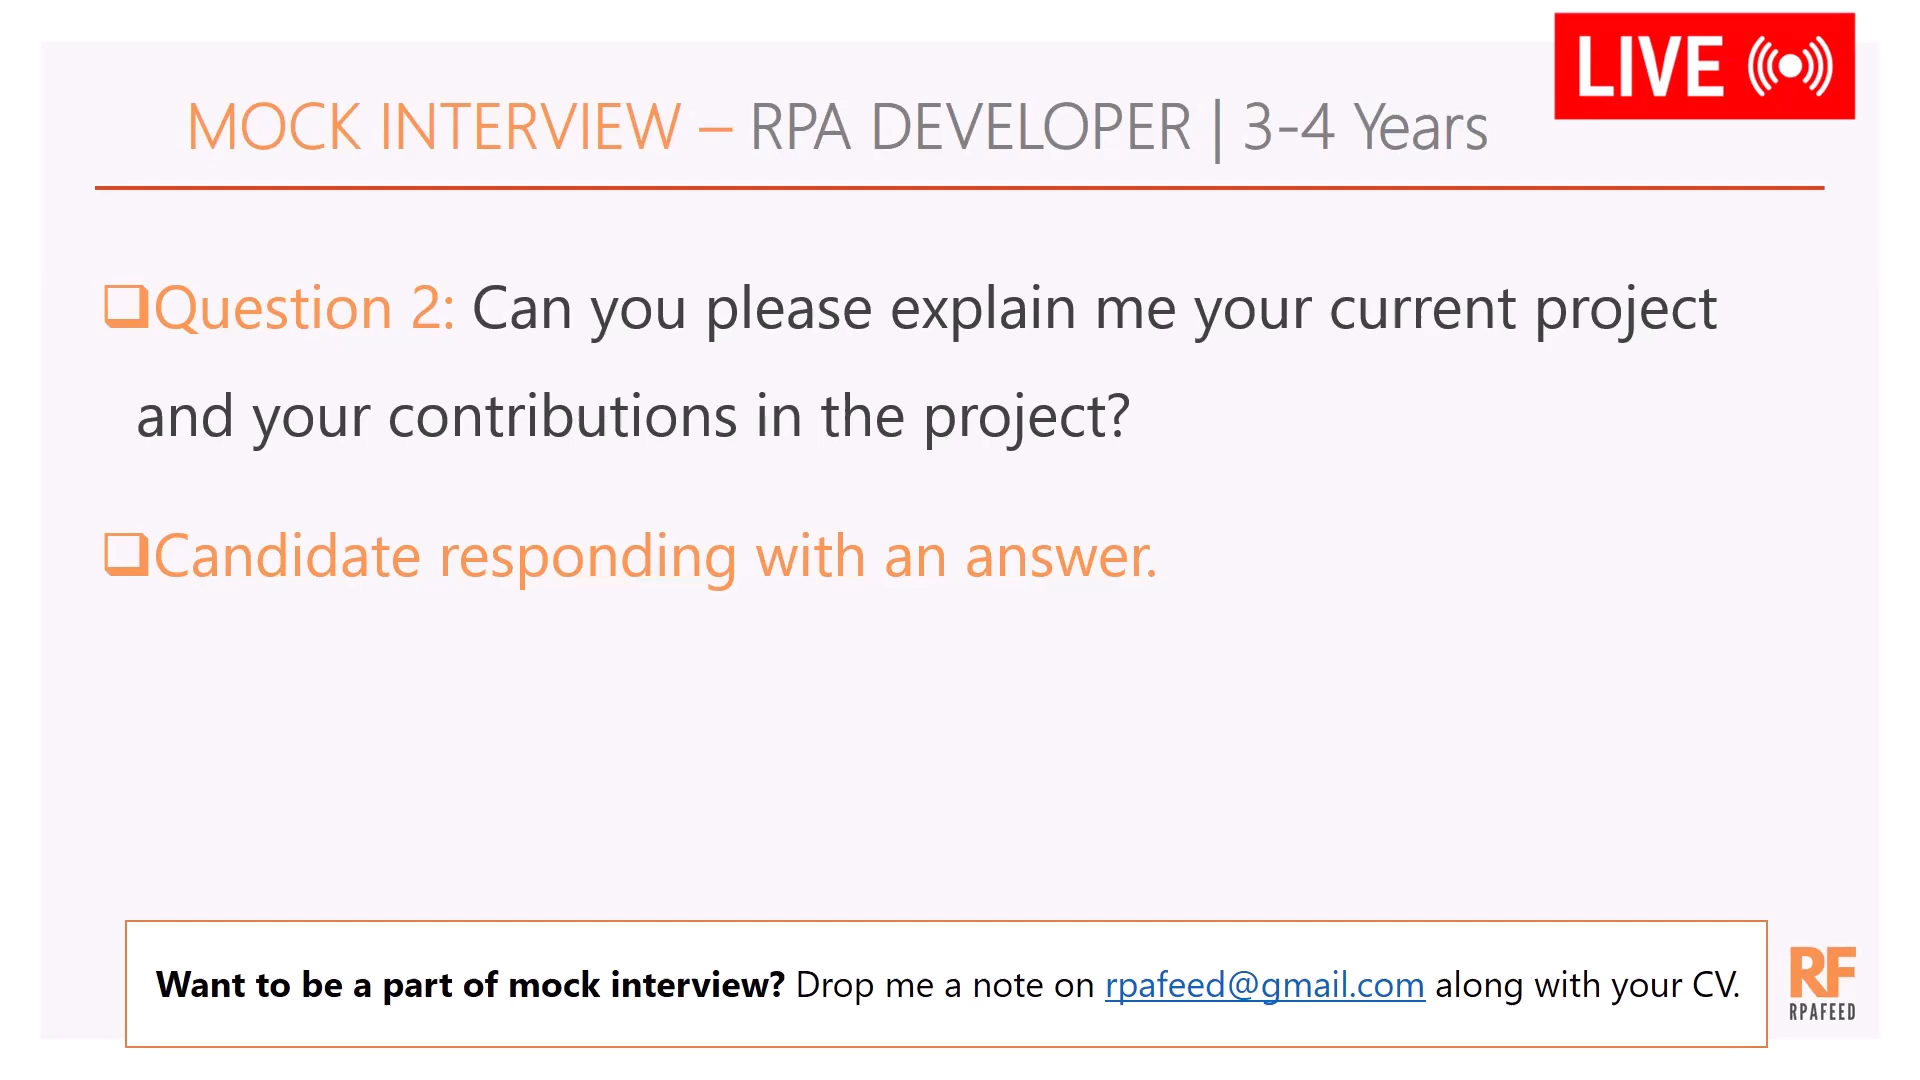 LIVE
MOCK INTERVIEW – RPA DEVELOPER | 3-4 Years
❑Question 2: Can you please explain me your current project
and your contributions in the project?
❑Candidate responding with an answer.
Want to be a part of mock interview? Drop me a note on rpafeed@gmail.com along with your CV.
RF
RPAFEED